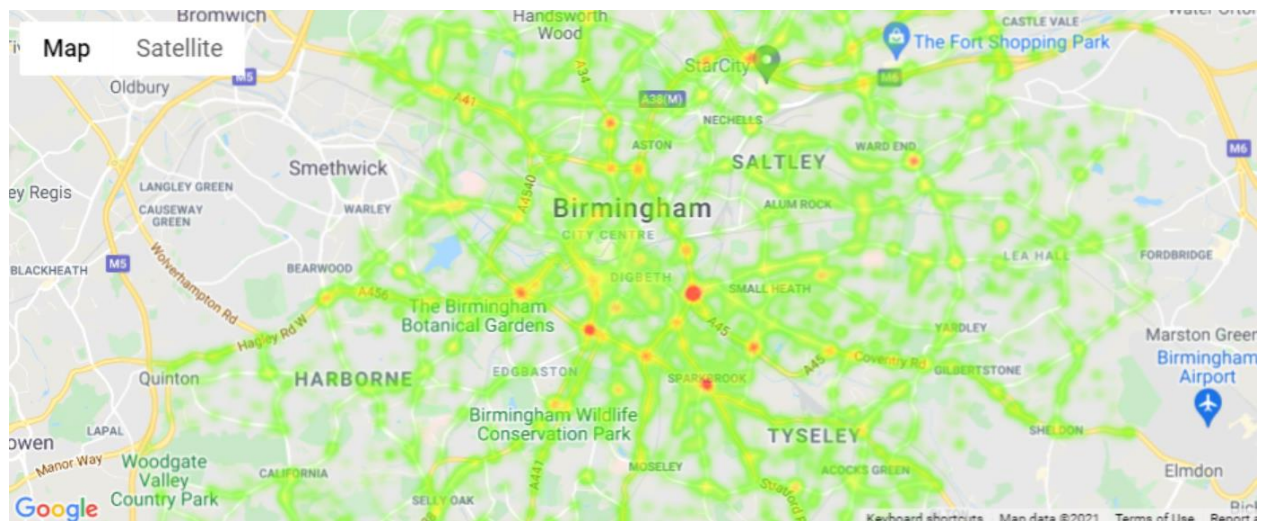 Bromwich
Handsworth
Wood
CASTLE VALE
Map
Satellite
The Fort Shopping Park
StarCity
M5
M6
Oldbury
A34
A41
A38(M)
NECHELLS
ASTON
WARD END
M6
Smethwick
SALTLEY
ey Regis
LANGLEY GREEN
A4540
CAUSEWAY
GREEN
WARLEY
Birmingham
ALUM ROCK
CITY CENTRE
LEA HALL
FORDBRIDGE
M5
BLACKHEATH
BEARWOOD
DIGBETH
SMALL HEATH
Wolverhampton Rd
A456
The Birmingham
Botanical Gardens
A45
YARDLEY
Hagley Rd W
Marston Green
Birmingham
Airport
A45
Coventry Rd
GILBERTSTONE
Quinton
HARBORNE
EDGBASTON
SPARKBROOK
Birmingham Wildlife
Conservation Park
LAPAL
TYSELEY
SHELDON
owen
Manor Way
Woodgate
Valley
Country Park
CALIFORNIA
A441
MOSELEY
ACOCKS GREEN
Elmdon
SELLY OAK
Stratford
Google
Keyboard shortcuts
Map data ©2021
Terms of Use